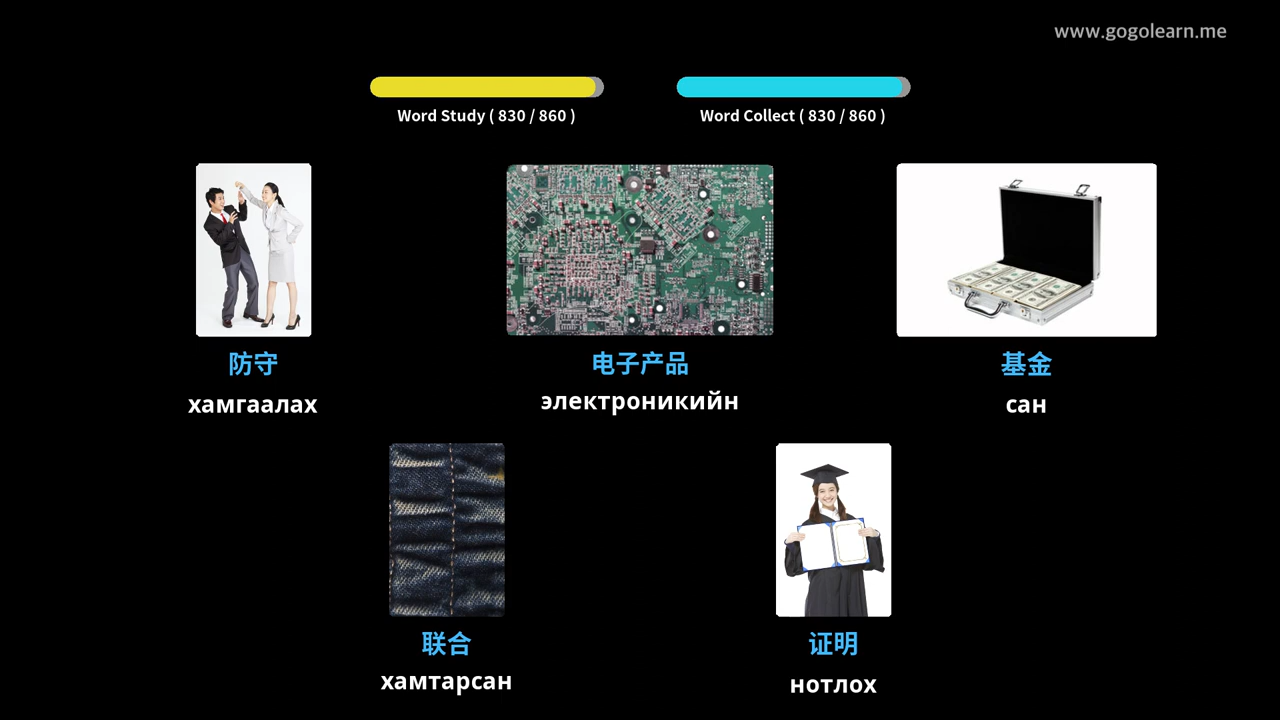 www.gogolearn.me
Word Study ( 830 / 860 )
Word Collect ( 830 / 860 )
防守
хамгаалах
电子产品
электроникийн
基金
сан
联合
хамтарсан
证明
нотлох